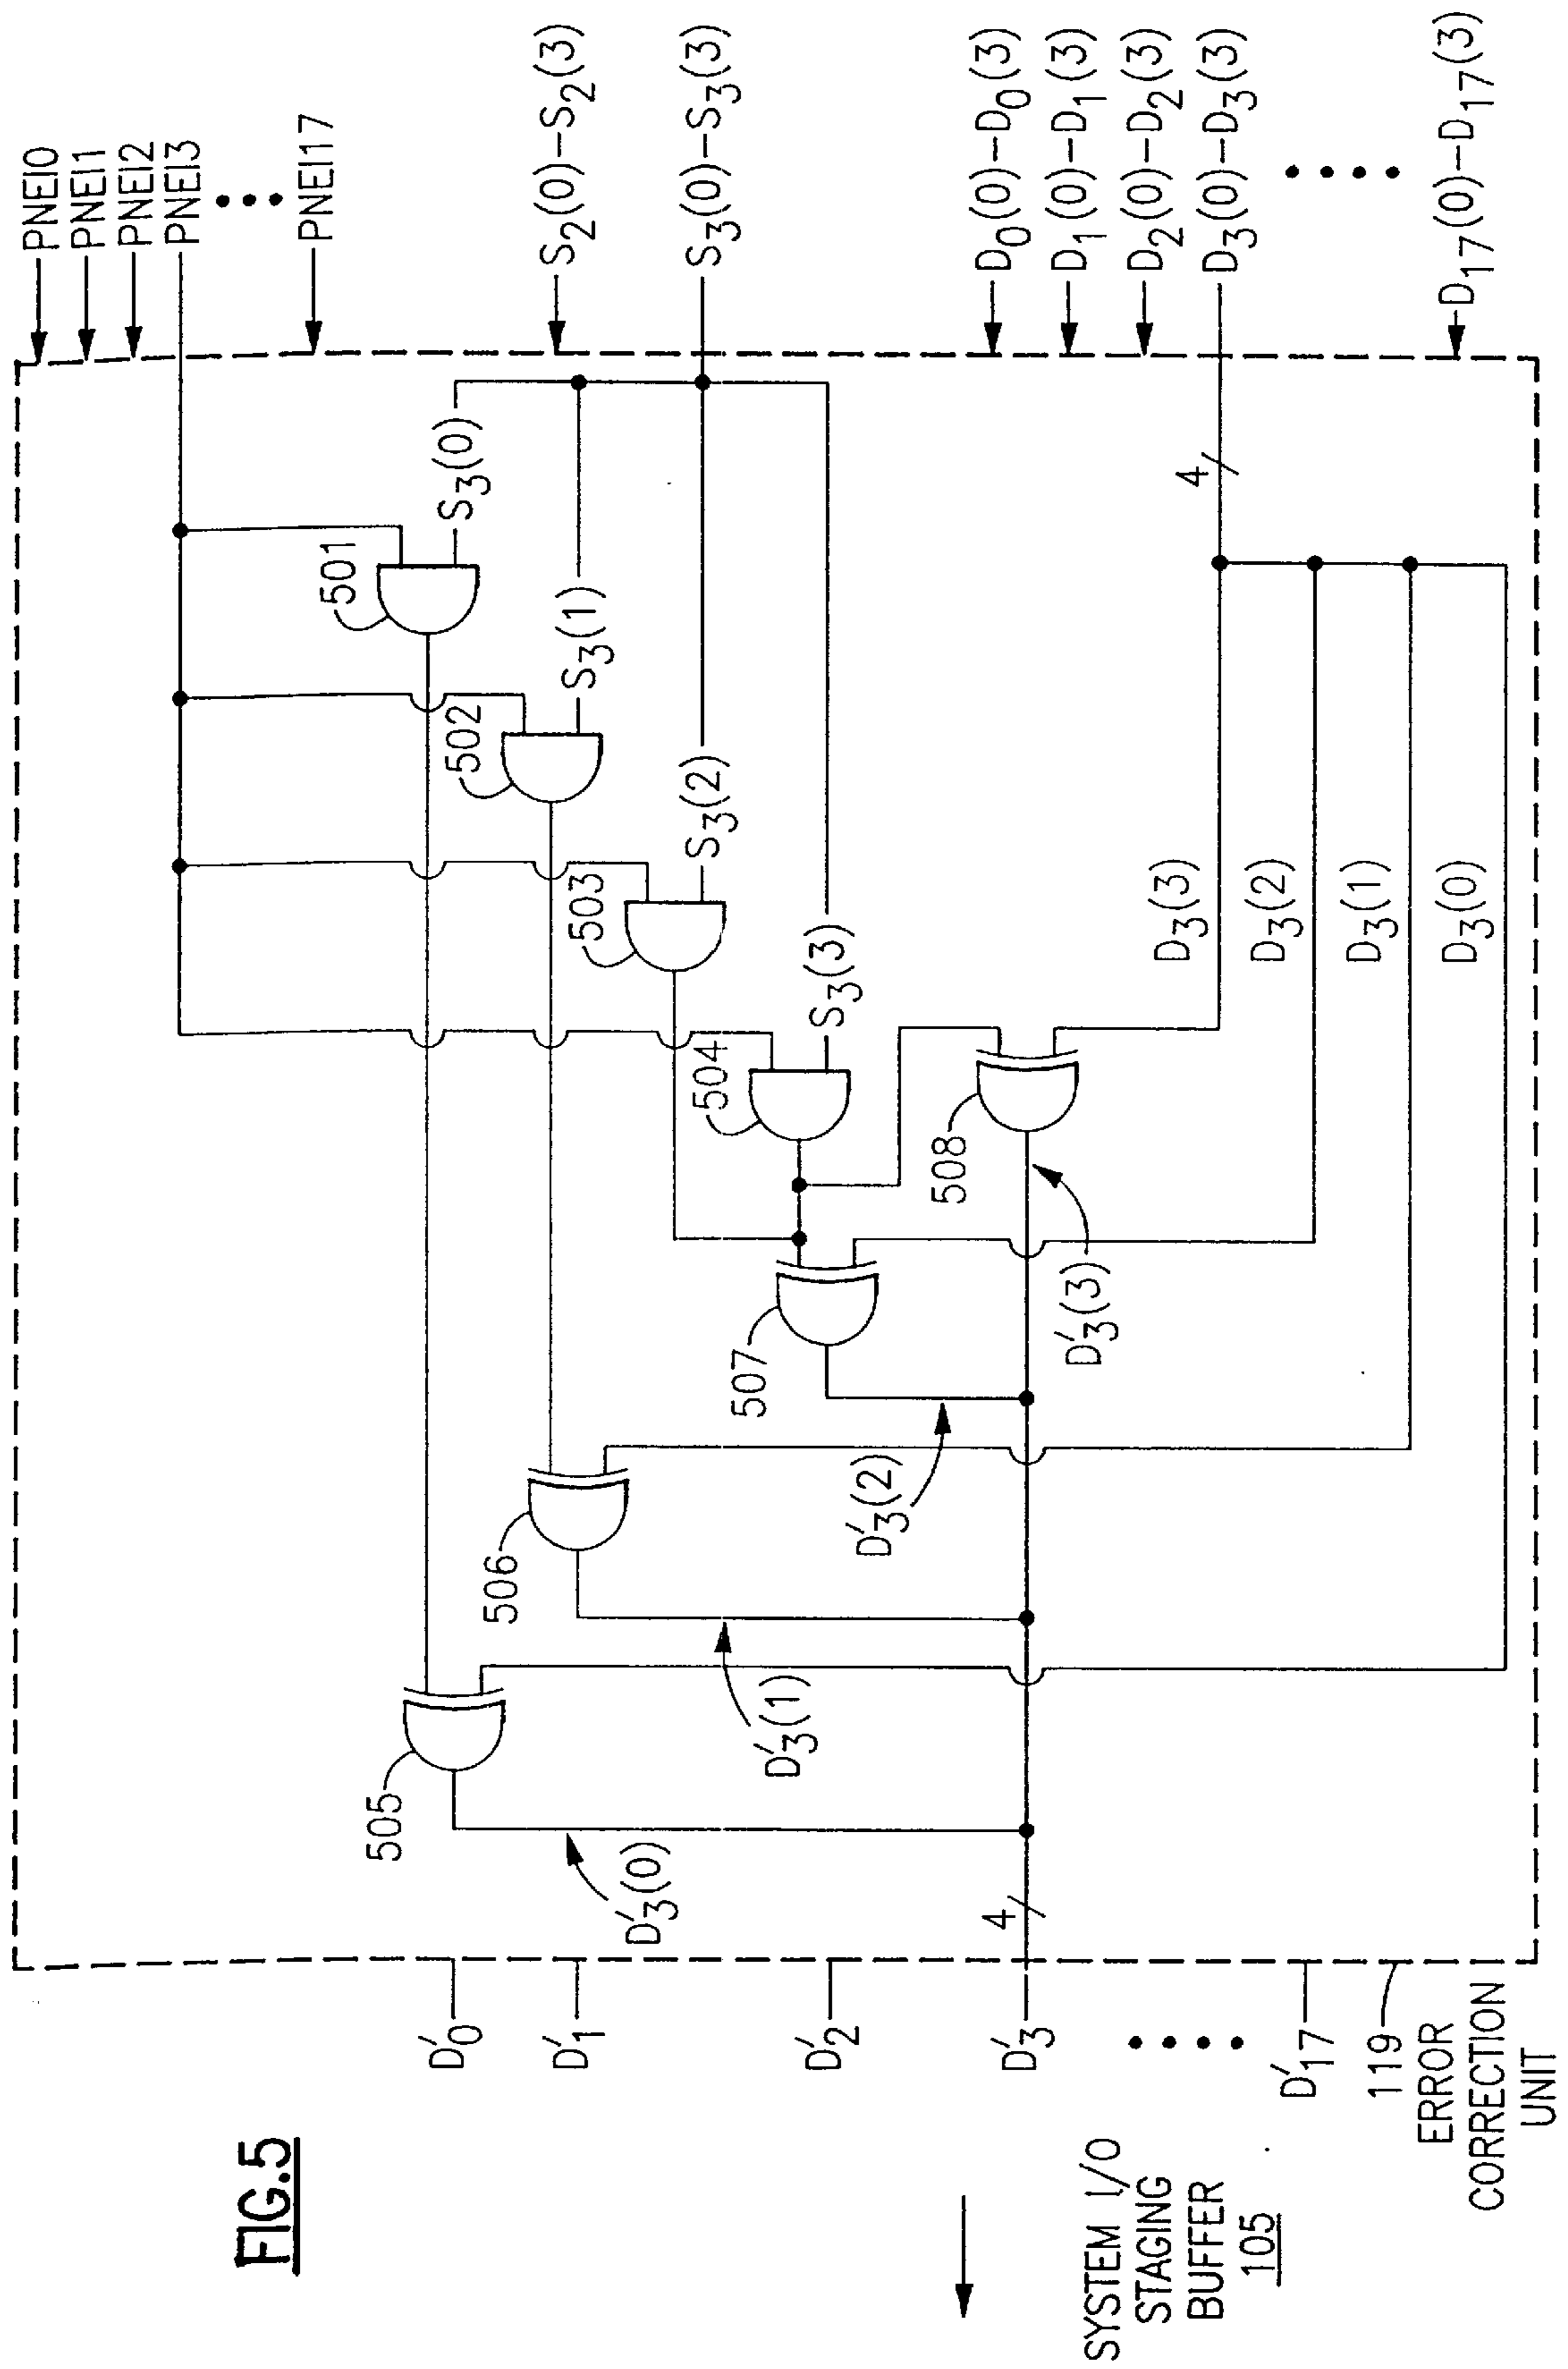 FIG.5
PNEI0
PNEI1
PNEI2
PNEI3
PNEI17
S2(0)-S2(3)
S3(0)-S3(3)
D0(0)-D0(3)
D1(0)-D1(3)
D2(0)-D2(3)
D3(0)-D3(3)
D17(0)-D17(3)
501
S3(0)
502
S3(1)
503
S3(2)
504
S3(3)
4
D3(3)
D3(2)
D3(1)
D3(0)
508
D'3(3)
507
D'3(2)
506
D'3(1)
505
D'3(0)
4
D'0
D'1
D'2
D'3
D'17
119
ERROR
CORRECTION
UNIT
SYSTEM I/O
STAGING
BUFFER
105